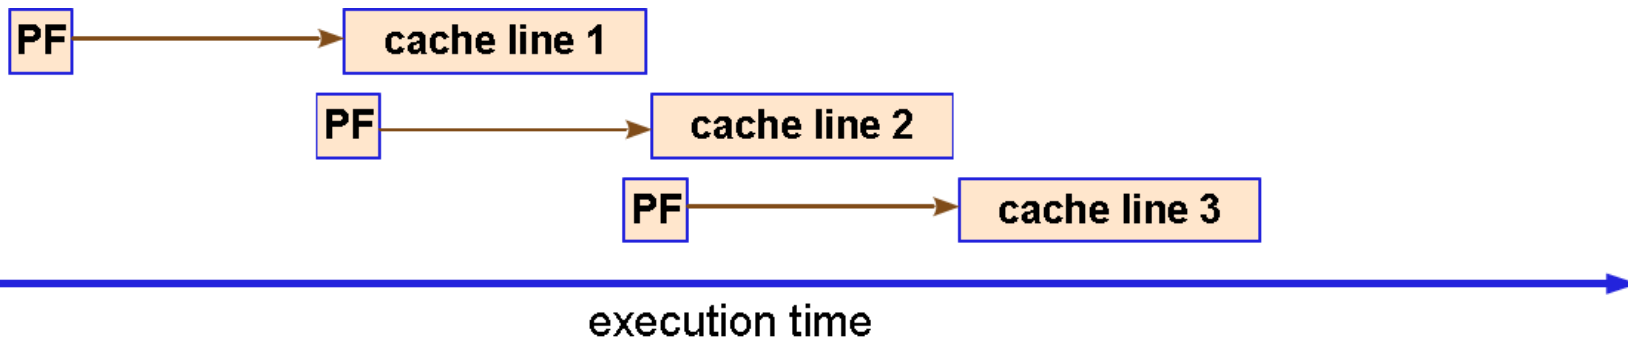 PF cache line 1
PF cache line 2
PF cache line 3
execution time